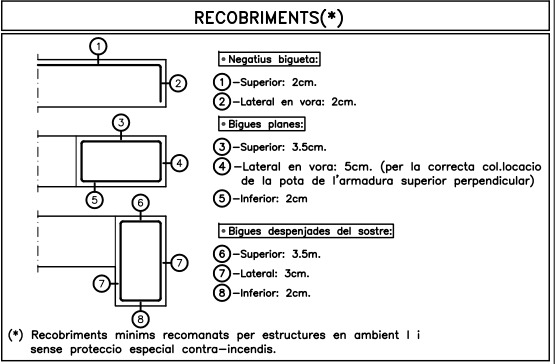 RECOBRIMENTS(*)
• Negatius bigueta:
1 -Superior: 2cm.
2 -Lateral en vora: 2cm.
• Bigues planes:
3 -Superior: 3.5cm.
4 -Lateral en vora: 5cm. (per la correcta col.locacio
de la pota de l'armadura superior perpendicular)
5 -Inferior: 2cm
• Bigues despenjades del sostre:
6 -Superior: 3.5m.
7 -Lateral: 3cm.
8 -Inferior: 2cm.
1
2
3
4
5
6
7
7
8
(*) Recobriments minims recomanats per estructures en ambient I i
sense proteccio especial contra-incendis.